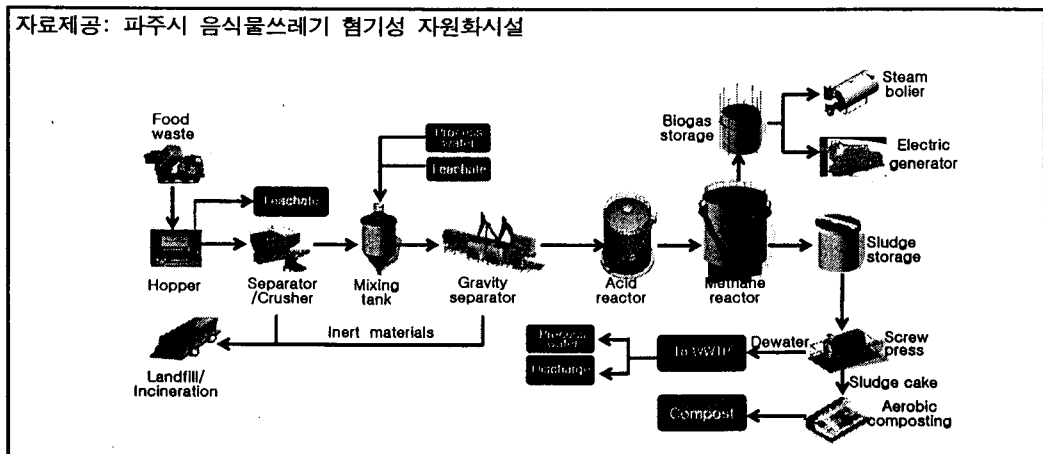 자료제공: 파주시 음식물쓰레기 혐기성 자원화시설
Steam
bolier
Food
waste
Biogas
storage
Process
water
Leachate
Electric
generator
Leachate
Hopper
Separator
/Crusher
Mixing
tank
Gravity
separator
Acid
reactor
Methane
reactor
Sludge
storage
Inert materials
Landfill/
Incineration
Process
water
Discharge
To WWTP
Dewater
Screw
press
Sludge cake
Compost
Aerobic
composting